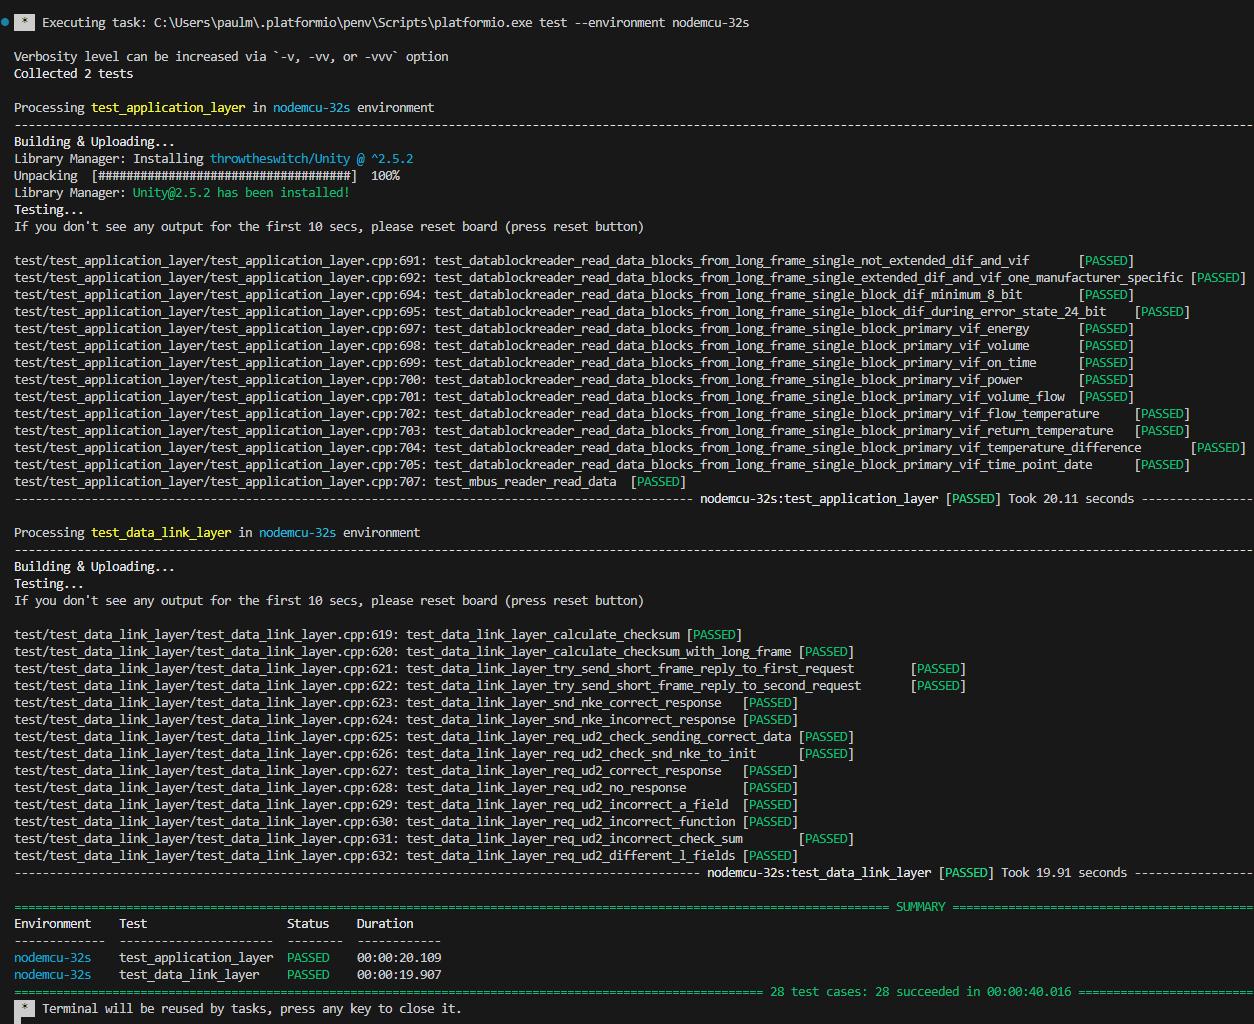 * Executing task: C:\Users\paulm\.platformio\penv\Scripts\platformio.exe test --environment nodemcu-32s
Verbosity level can be increased via `-v, -vv, or -vvv` option
Collected 2 tests
Processing test_application_layer in nodemcu-32s environment
--------------------------------------------------------------------------------
Building & Uploading...
Library Manager: Installing throwtheswitch/Unity @ ^2.5.2
Unpacking  [####################################]  100%
Library Manager: Unity@2.5.2 has been installed!
Testing...
If you don't see any output for the first 10 secs, please reset board (press reset button)
test/test_application_layer/test_application_layer.cpp:691: test_datablockreader_read_data_blocks_from_long_frame_single_not_extended_dif_and_vif [PASSED]
test/test_application_layer/test_application_layer.cpp:692: test_datablockreader_read_data_blocks_from_long_frame_single_extended_dif_and_vif_one_manufacturer_specific [PASSED]
test/test_application_layer/test_application_layer.cpp:694: test_datablockreader_read_data_blocks_from_long_frame_single_block_dif_minimum_8_bit [PASSED]
test/test_application_layer/test_application_layer.cpp:695: test_datablockreader_read_data_blocks_from_long_frame_single_block_dif_during_error_state_24_bit [PASSED]
test/test_application_layer/test_application_layer.cpp:697: test_datablockreader_read_data_blocks_from_long_frame_single_block_primary_vif_energy [PASSED]
test/test_application_layer/test_application_layer.cpp:698: test_datablockreader_read_data_blocks_from_long_frame_single_block_primary_vif_volume [PASSED]
test/test_application_layer/test_application_layer.cpp:699: test_datablockreader_read_data_blocks_from_long_frame_single_block_primary_vif_on_time [PASSED]
test/test_application_layer/test_application_layer.cpp:700: test_datablockreader_read_data_blocks_from_long_frame_single_block_primary_vif_power [PASSED]
test/test_application_layer/test_application_layer.cpp:701: test_datablockreader_read_data_blocks_from_long_frame_single_block_primary_vif_volume_flow [PASSED]
test/test_application_layer/test_application_layer.cpp:702: test_datablockreader_read_data_blocks_from_long_frame_single_block_primary_vif_flow_temperature [PASSED]
test/test_application_layer/test_application_layer.cpp:703: test_datablockreader_read_data_blocks_from_long_frame_single_block_primary_vif_return_temperature [PASSED]
test/test_application_layer/test_application_layer.cpp:704: test_datablockreader_read_data_blocks_from_long_frame_single_block_primary_vif_temperature_difference [PASSED]
test/test_application_layer/test_application_layer.cpp:705: test_datablockreader_read_data_blocks_from_long_frame_single_block_primary_vif_time_point_date [PASSED]
test/test_application_layer/test_application_layer.cpp:707: test_mbus_reader_read_data [PASSED]
---------------- nodemcu-32s:test_application_layer [PASSED] Took 20.11 seconds ----------------
Processing test_data_link_layer in nodemcu-32s environment
--------------------------------------------------------------------------------
Building & Uploading...
Testing...
If you don't see any output for the first 10 secs, please reset board (press reset button)
test/test_data_link_layer/test_data_link_layer.cpp:619: test_data_link_layer_calculate_checksum [PASSED]
test/test_data_link_layer/test_data_link_layer.cpp:620: test_data_link_layer_calculate_checksum_with_long_frame [PASSED]
test/test_data_link_layer/test_data_link_layer.cpp:621: test_data_link_layer_try_send_short_frame_reply_to_first_request [PASSED]
test/test_data_link_layer/test_data_link_layer.cpp:622: test_data_link_layer_try_send_short_frame_reply_to_second_request [PASSED]
test/test_data_link_layer/test_data_link_layer.cpp:623: test_data_link_layer_snd_nke_correct_response [PASSED]
test/test_data_link_layer/test_data_link_layer.cpp:624: test_data_link_layer_snd_nke_incorrect_response [PASSED]
test/test_data_link_layer/test_data_link_layer.cpp:625: test_data_link_layer_req_ud2_check_sending_correct_data [PASSED]
test/test_data_link_layer/test_data_link_layer.cpp:626: test_data_link_layer_req_ud2_check_snd_nke_to_init [PASSED]
test/test_data_link_layer/test_data_link_layer.cpp:627: test_data_link_layer_req_ud2_correct_response [PASSED]
test/test_data_link_layer/test_data_link_layer.cpp:628: test_data_link_layer_req_ud2_no_response [PASSED]
test/test_data_link_layer/test_data_link_layer.cpp:629: test_data_link_layer_req_ud2_incorrect_a_field [PASSED]
test/test_data_link_layer/test_data_link_layer.cpp:630: test_data_link_layer_req_ud2_incorrect_function [PASSED]
test/test_data_link_layer/test_data_link_layer.cpp:631: test_data_link_layer_req_ud2_incorrect_check_sum [PASSED]
test/test_data_link_layer/test_data_link_layer.cpp:632: test_data_link_layer_req_ud2_different_l_fields [PASSED]
---------------- nodemcu-32s:test_data_link_layer [PASSED] Took 19.91 seconds ----------------
================ SUMMARY ================
Environment    Test                    Status    Duration
-------------  ----------------------  --------  ------------
nodemcu-32s    test_application_layer  PASSED    00:00:20.109
nodemcu-32s    test_data_link_layer    PASSED    00:00:19.907
================ 28 test cases: 28 succeeded in 00:00:40.016 ================
* Terminal will be reused by tasks, press any key to close it.